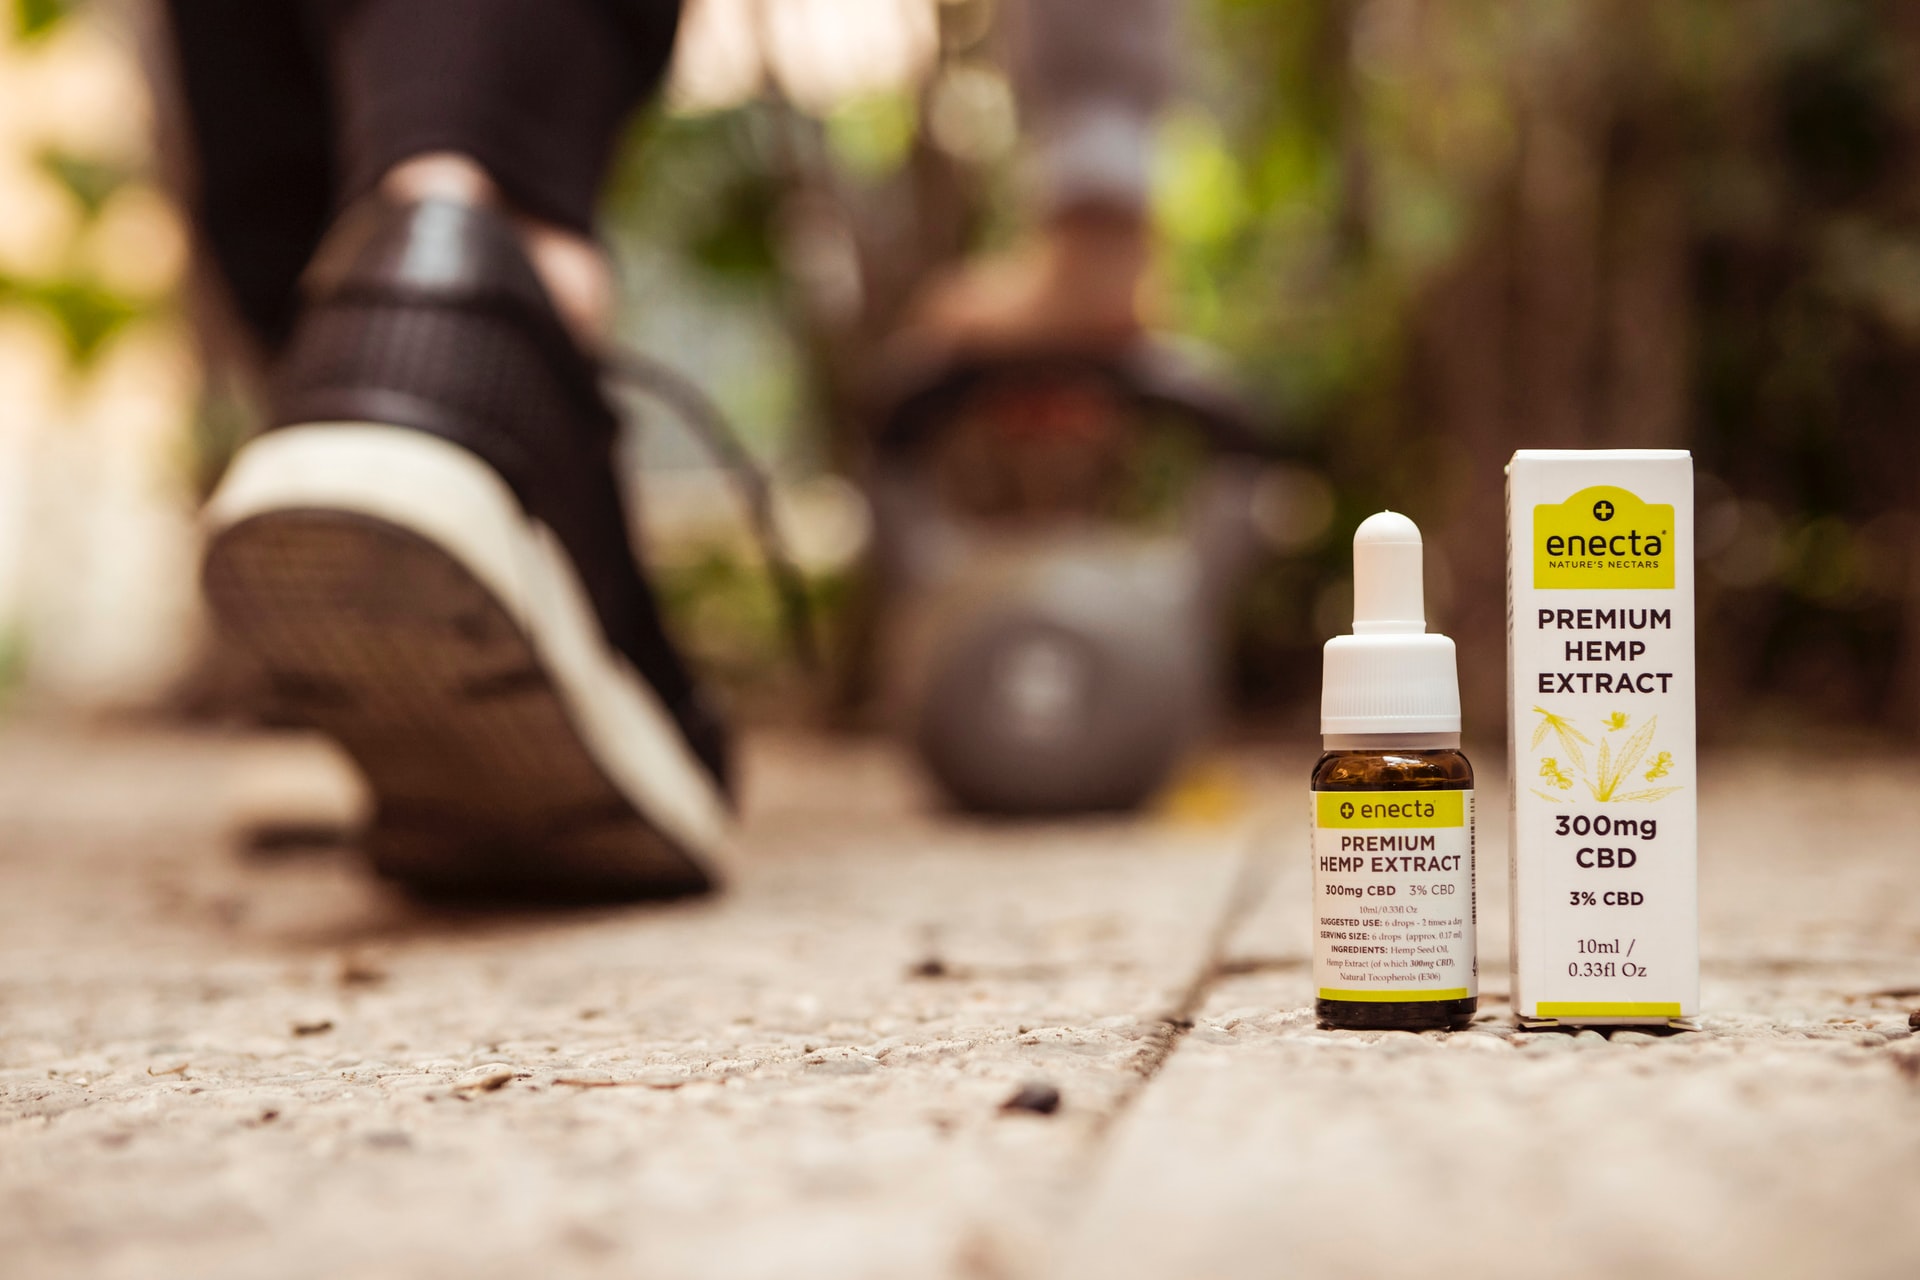 enecta
PREMIUM
HEMP EXTRACT
300mg CBD 3% CBD
10ml/0.33fl Oz
SUGGESTED USE: 6 drops - 2 times a day
SERVING SIZE: 6 drops (approx. 0.17 ml)
INGREDIENTS: Hemp Seed Oil,
Hemp Extract (of which 300mg CBD),
Natural Tocopherols (E306)
enecta®
NATURE'S NECTARS
PREMIUM
HEMP
EXTRACT
300mg
CBD
3% CBD
10ml /
0.33fl Oz